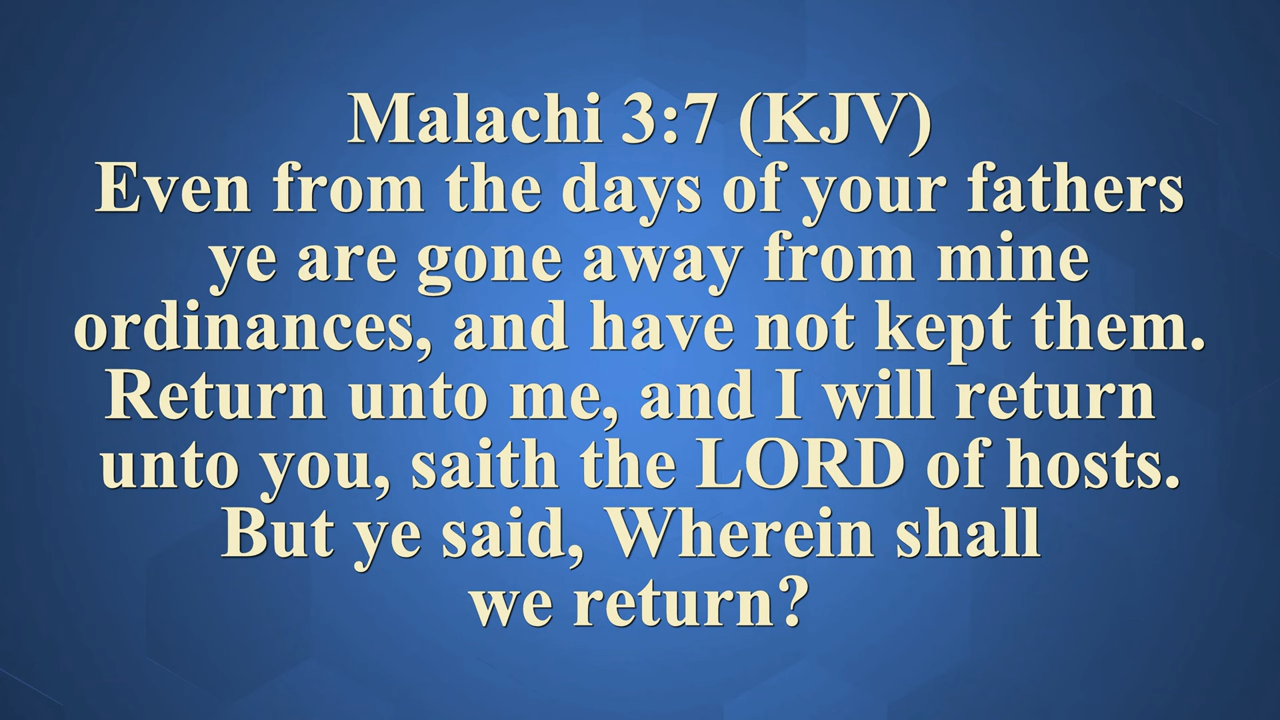 Malachi 3:7 (KJV)
Even from the days of your fathers
ye are gone away from mine
ordinances, and have not kept them.
Return unto me, and I will return
unto you, saith the LORD of hosts.
But ye said, Wherein shall
we return?